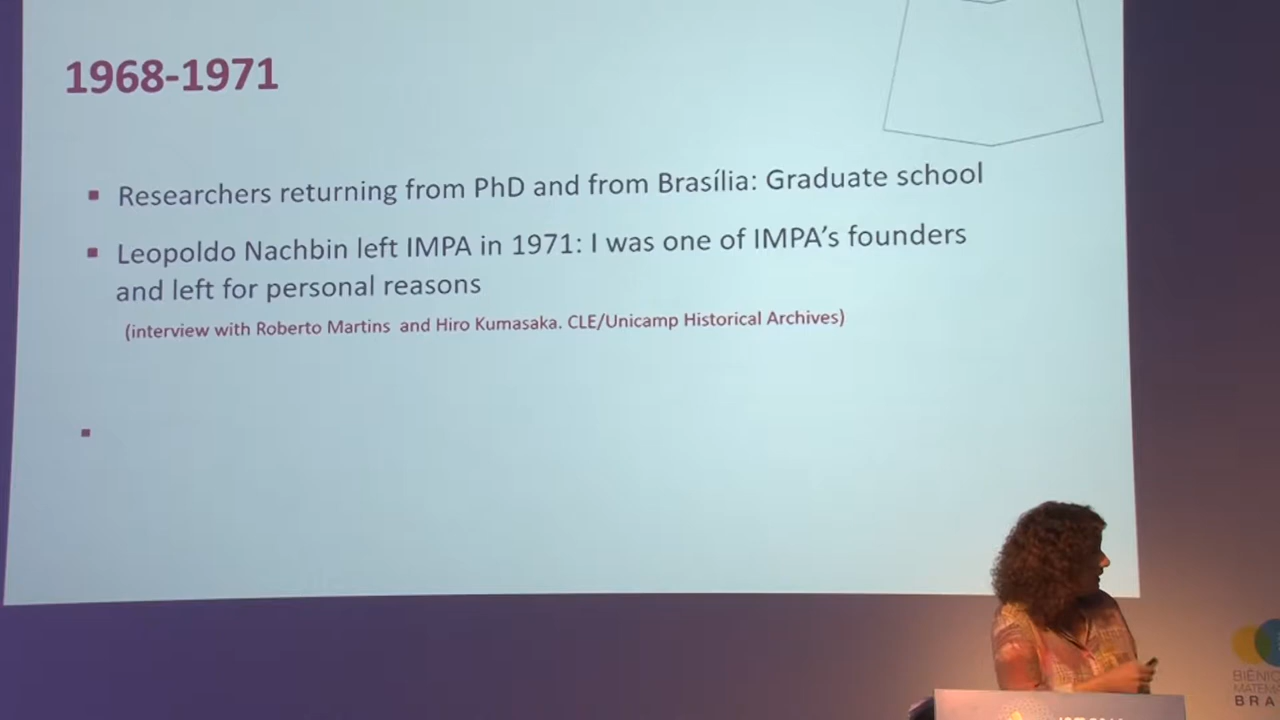 1968-1971
Researchers returning from PhD and from Brasília: Graduate school
Leopoldo Nachbin left IMPA in 1971: I was one of IMPA's founders
and left for personal reasons
(interview with Roberto Martins and Hiro Kumasaka. CLE/Unicamp Historical Archives)